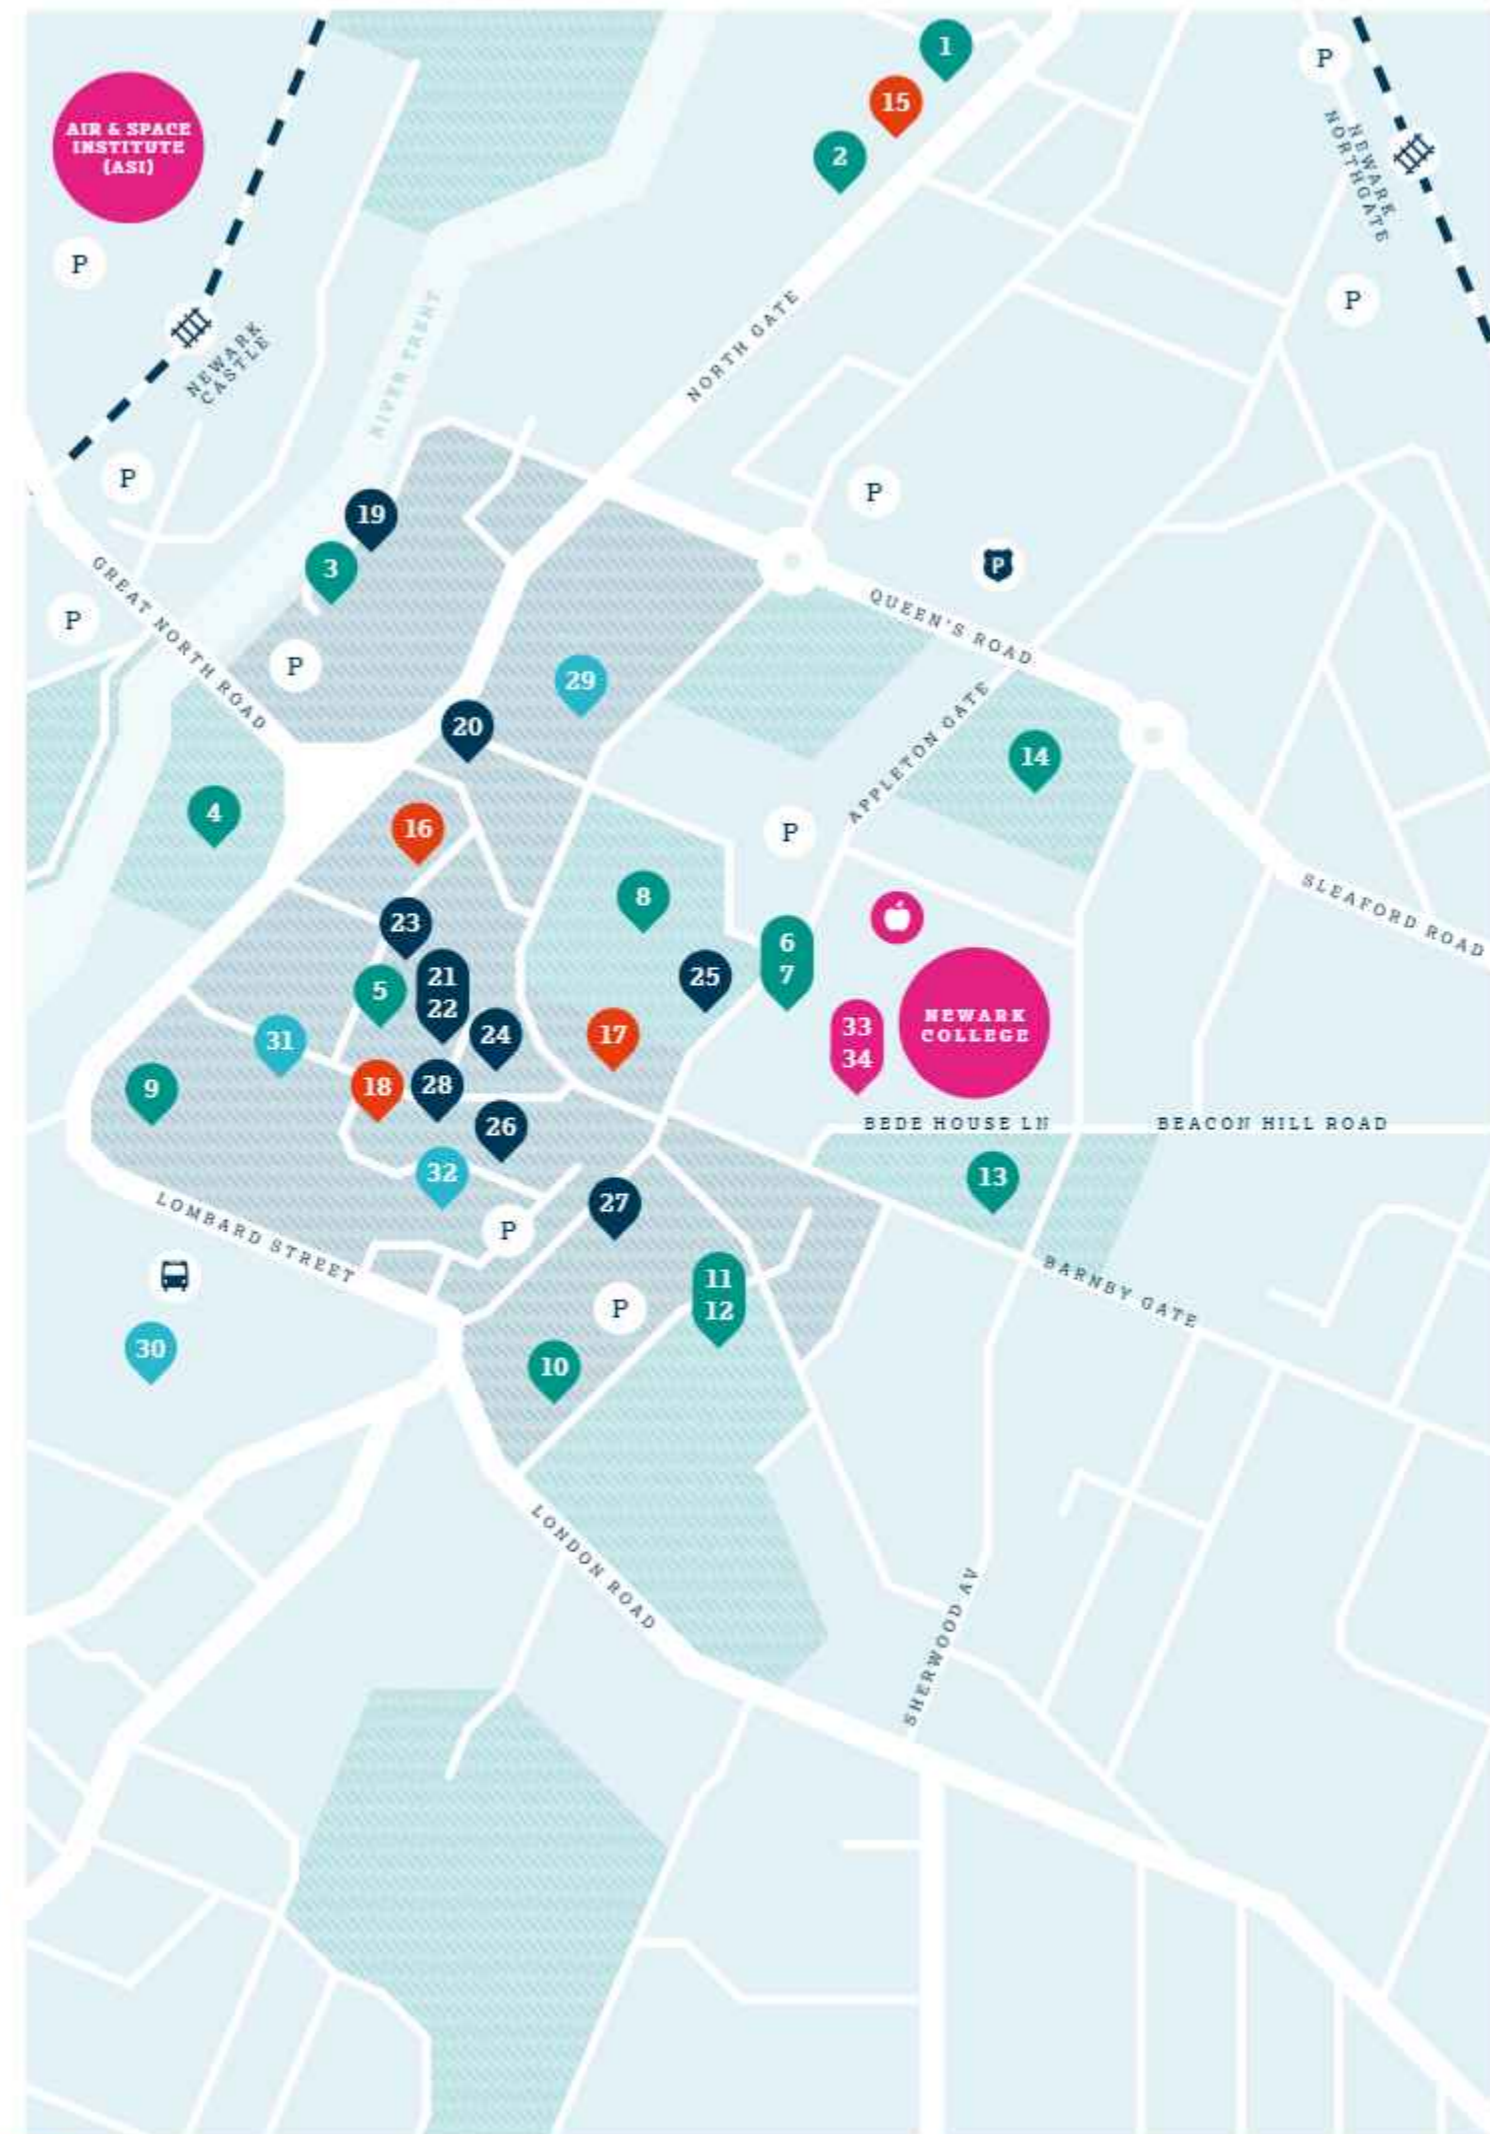 1
P
15
AIR & SPACE
INSTITUTE
(ASI)
2
NEWARK
NORTHGATE
P
P
RIVER TRENT
NORTH GATE
NEWARK
CASTLE
P
P
19
3
GREAT NORTH ROAD
P
P
QUEEN'S ROAD
P
29
20
APPLETON GATE
14
4
16
P
8
SLEAFORD ROAD
23
6
7
21
22
25
5
24
17
33
34
NEWARK
COLLEGE
31
9
18
28
26
BEDE HOUSE LN
BEACON HILL ROAD
32
13
27
P
LOMBARD STREET
11
12
P
BARNBY GATE
30
10
LONDON ROAD
SHERWOOD AV